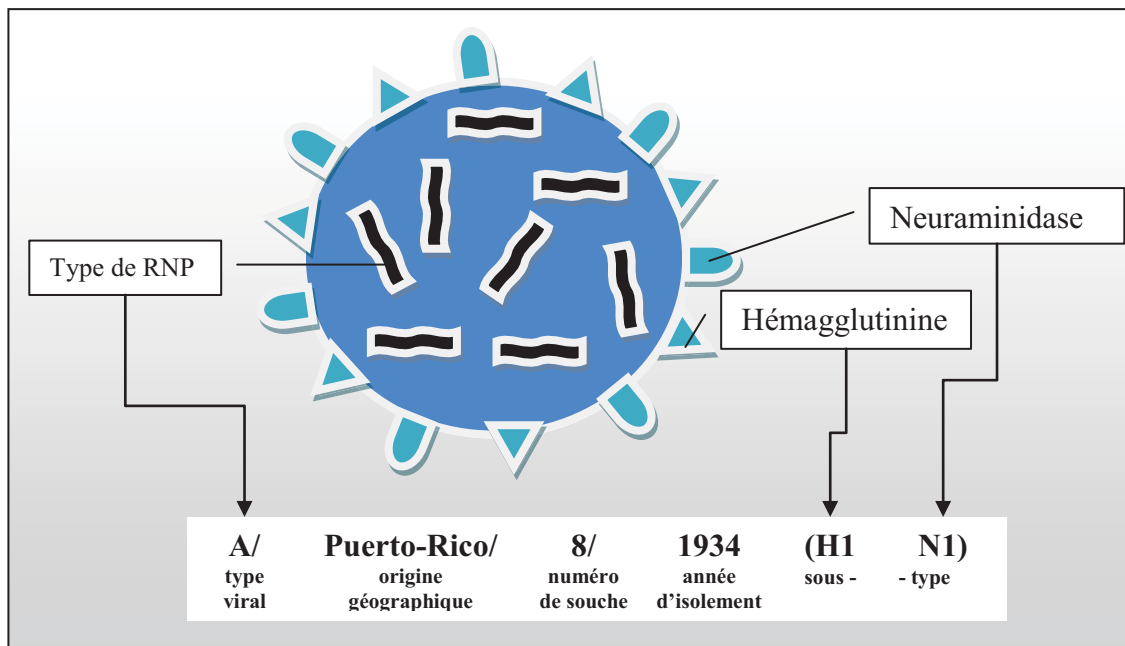 Neuraminidase
Type de RNP
Hémagglutinine
A/ Puerto-Rico/ 8/ 1934 (H1 N1)
type origine numéro année sous - - type
viral géographique de souche d'isolement